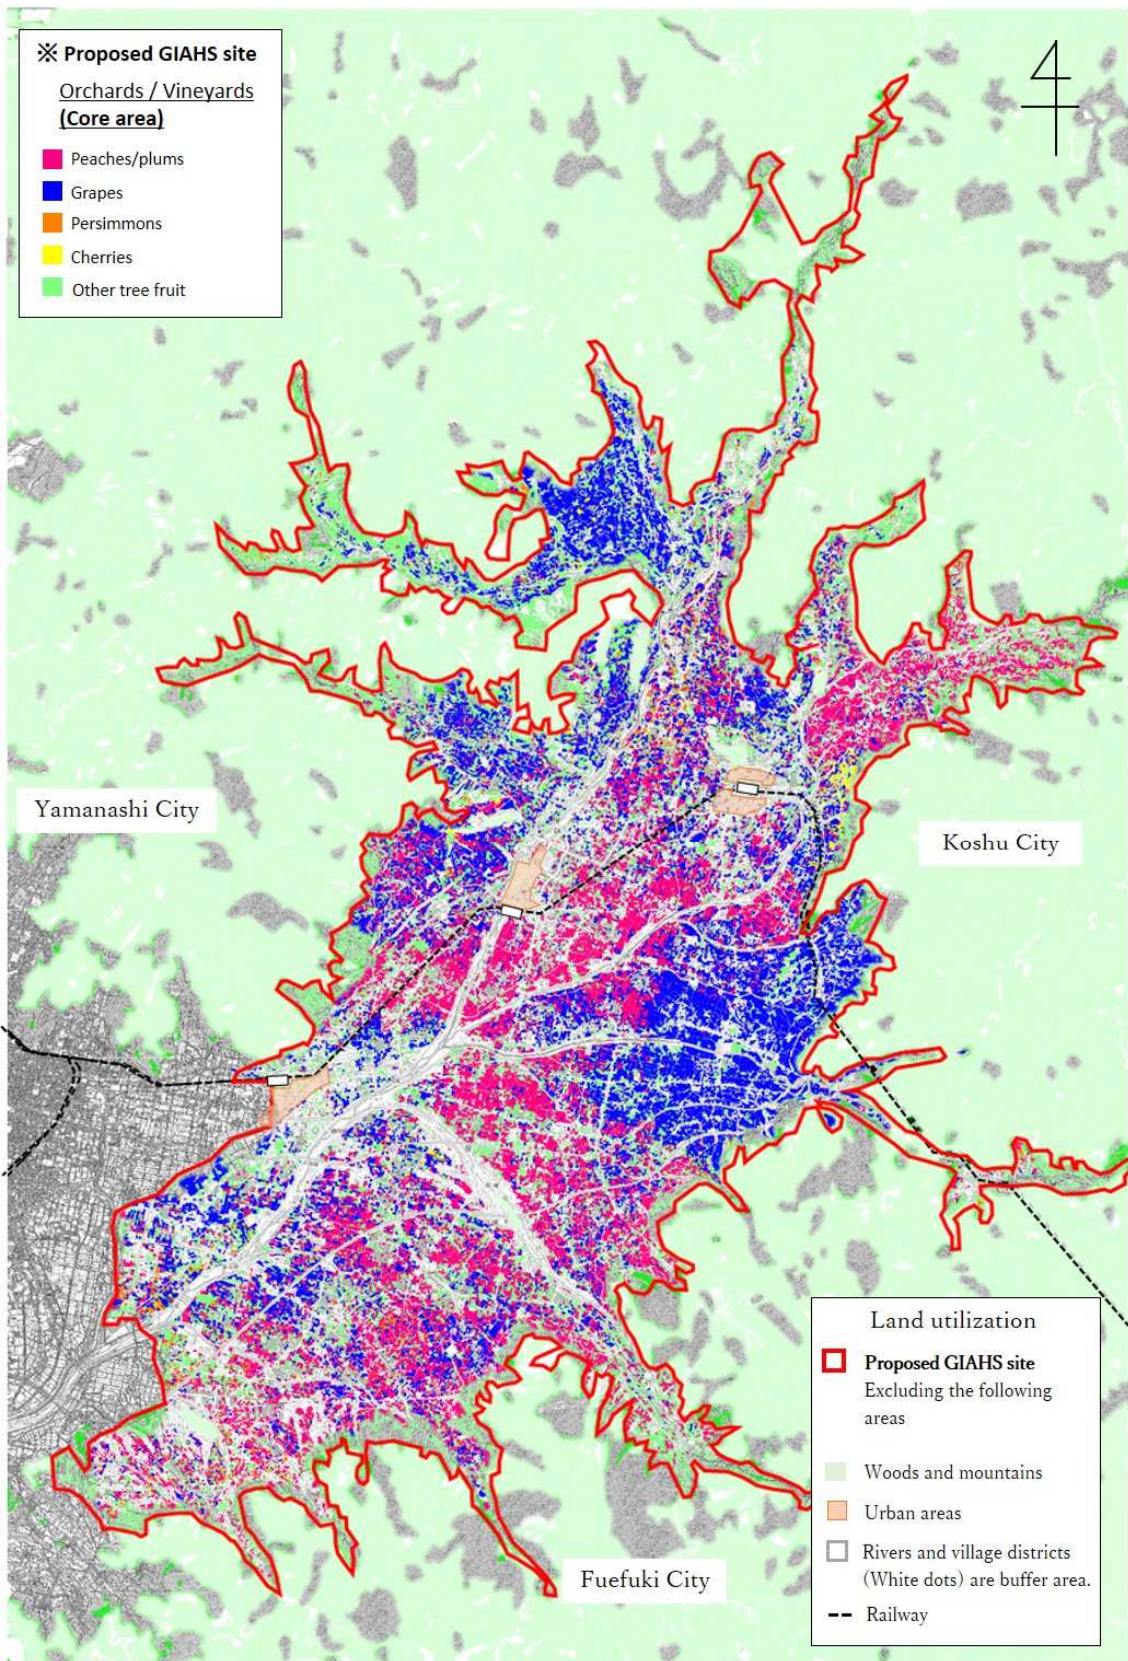 ※ Proposed GIAHS site
Orchards / Vineyards
(Core area)
Peaches/plums
Grapes
Persimmons
Cherries
Other tree fruit
Yamanashi City
Koshu City
Fuefuki City
Land utilization
Proposed GIAHS site
Excluding the following
areas
Woods and mountains
Urban areas
Rivers and village districts
(White dots) are buffer area.
Railway